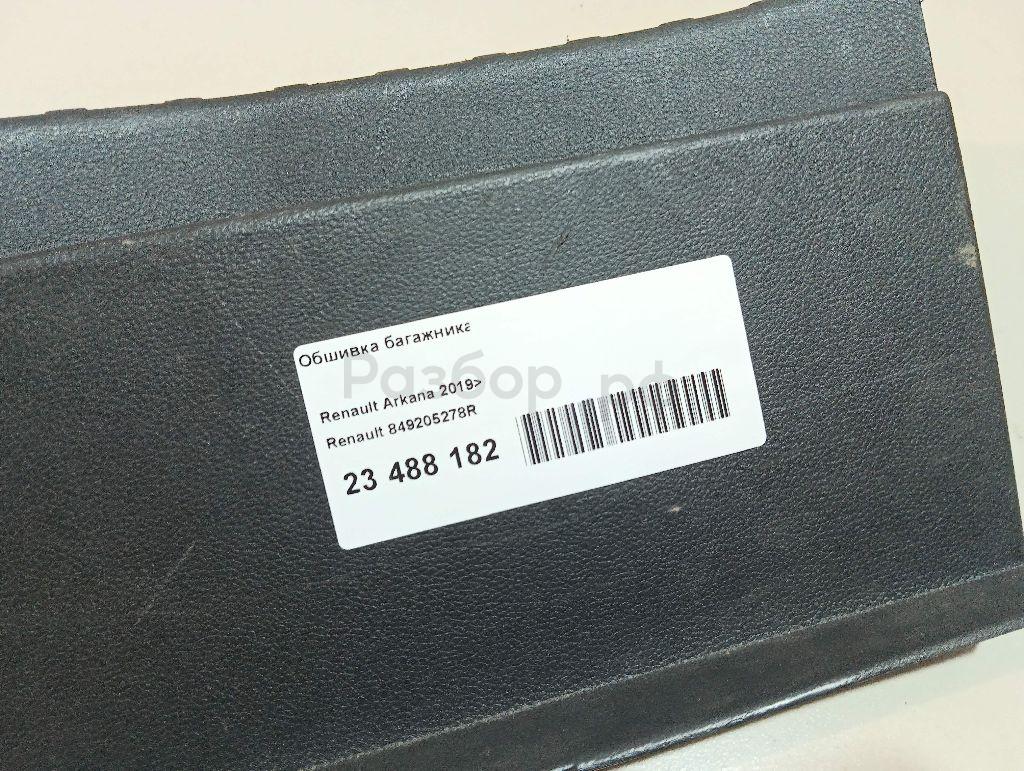 Обшивка багажника
Разбор.рф
Renault Arkana 2019>
Renault 849205278R
23 488 182